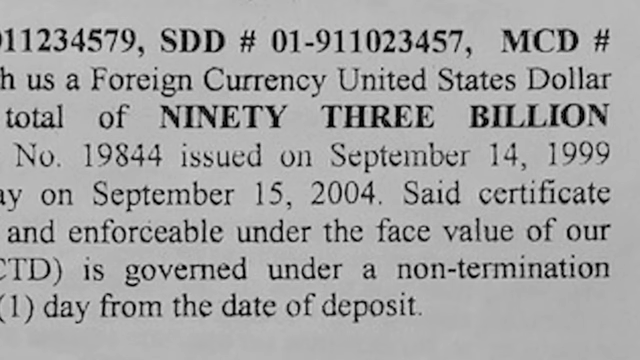 011234579, SDD # 01-911023457, MCD #
h us a Foreign Currency United States Dollar
total of NINETY THREE BILLION
No. 19844 issued on September 14, 1999
ay on September 15, 2004. Said certificate
and enforceable under the face value of our
CTD) is governed under a non-termination
(1) day from the date of deposit.